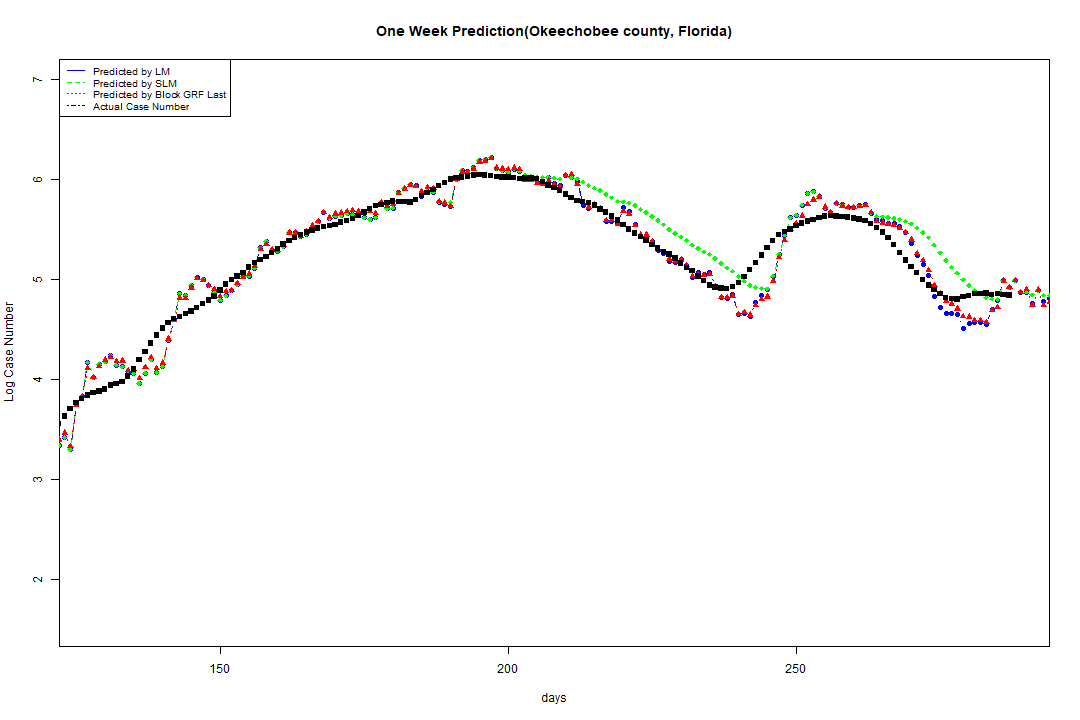 One Week Prediction(Okeechobee county, Florida)
Predicted by LM
Predicted by SLM
Predicted by Block GRF Last
Actual Case Number
7
6
5
4
3
2
Log Case Number
150
200
250
days